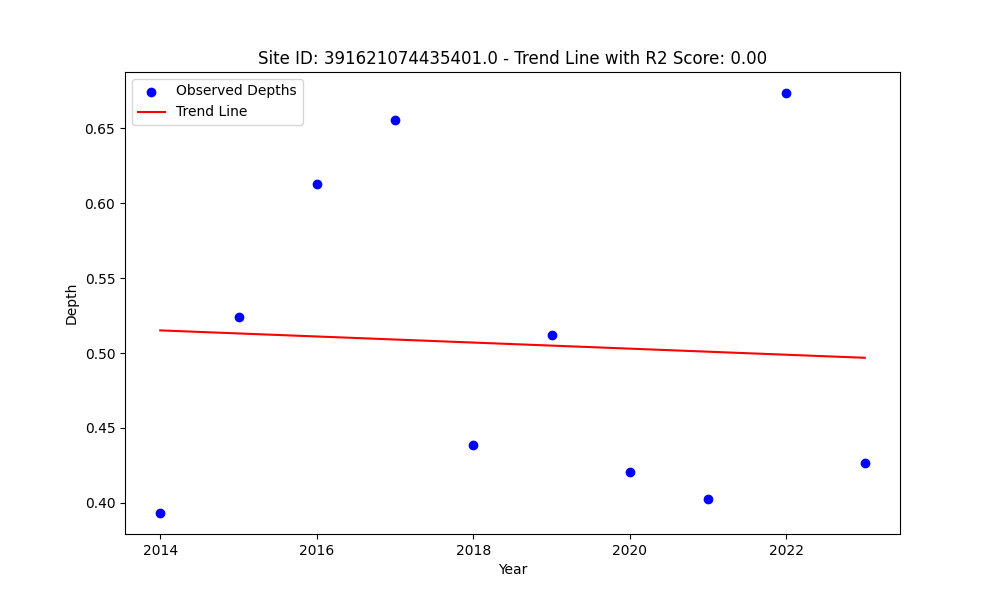 Site ID: 391621074435401.0 - Trend Line with R2 Score: 0.00
Observed Depths
Trend Line
Depth
0.65
0.60
0.55
0.50
0.45
0.40
2014
2016
2018
2020
2022
Year